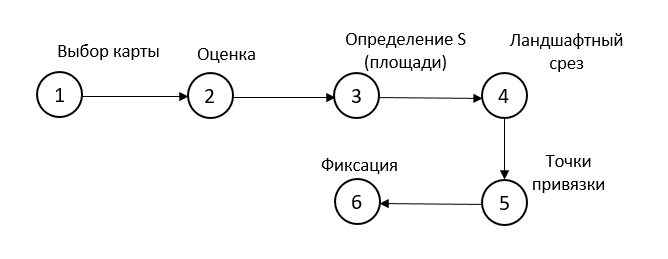 Выбор карты
Оценка
Определение S
(площади)
Ландшафтный
срез
1
2
3
4
Фиксация
Точки
привязки
6
5